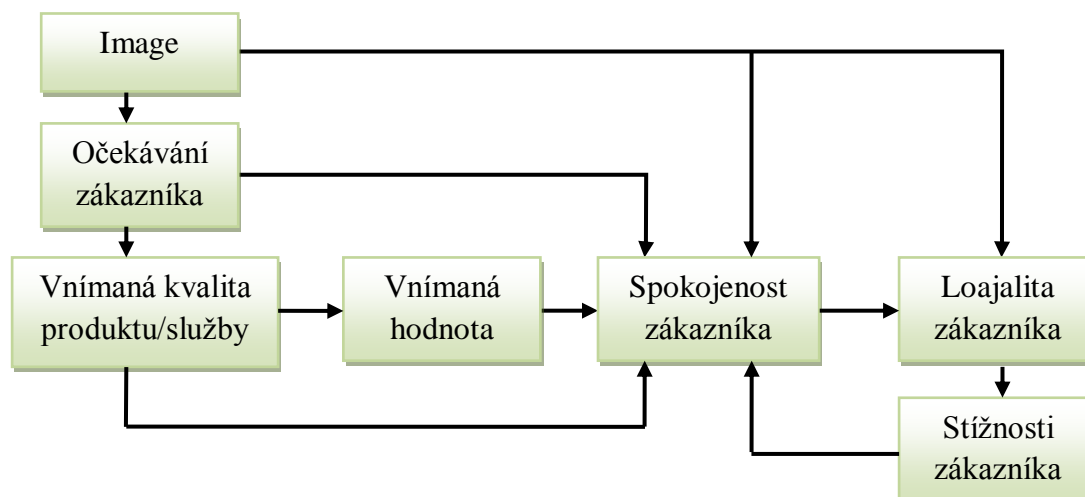 Image
Očekávání
zákazníka
Vnímaná kvalita
produktu/služby
Vnímaná
hodnota
Spokojenost
zákazníka
Loajalita
zákazníka
Stížnosti
zákazníka